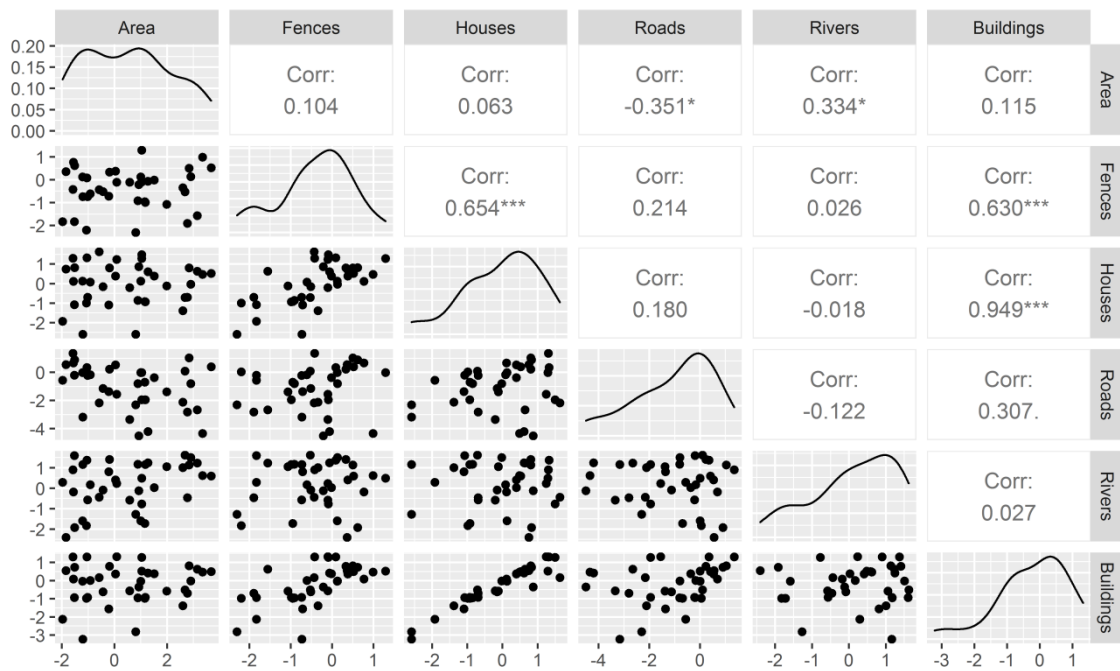 Area Fences Houses Roads Rivers Buildings
0.20
0.15
0.10
0.05
0.00
Corr:
0.104
Corr:
0.063
Corr:
-0.351*
Corr:
0.334*
Corr:
0.115
Area
1
0
-1
-2
Corr:
0.654***
Corr:
0.214
Corr:
0.026
Corr:
0.630***
Fences
1
0
-1
-2
Corr:
0.180
Corr:
-0.018
Corr:
0.949***
Houses
0
-2
-4
Corr:
-0.122
Corr:
0.307.
Roads
1
0
-1
-2
Corr:
0.027
Rivers
1
0
-1
-2
-3
Buildings
-2 0 2
-2 -1 0 1
-2 -1 0 1
-4 -2 0
-2 -1 0 1
-3 -2 -1 0 1